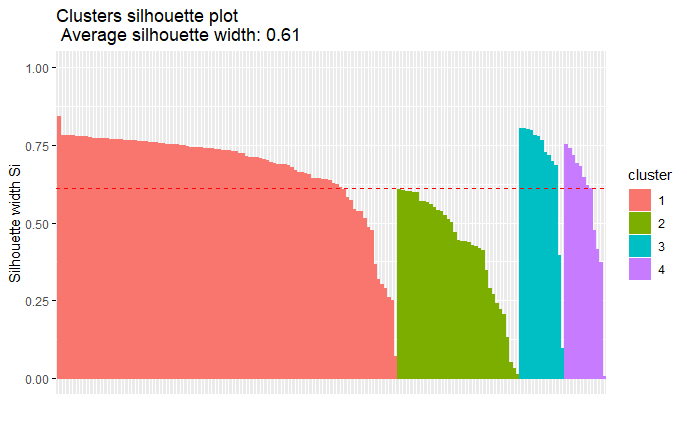 Clusters silhouette plot
Average silhouette width: 0.61
1.00
0.75
0.50
0.25
0.00
Silhouette width Si
cluster
1
2
3
4